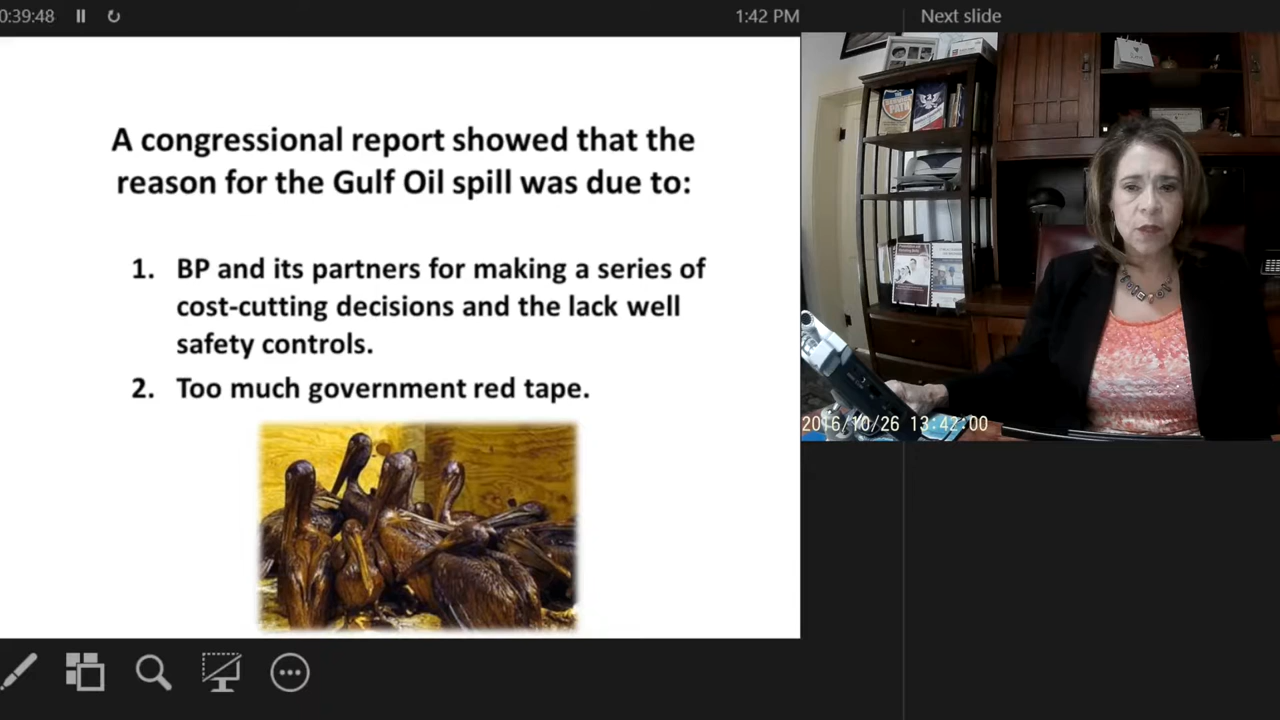 0:39:48
1:42 PM
Next slide
A congressional report showed that the
reason for the Gulf Oil spill was due to:
1. BP and its partners for making a series of
cost-cutting decisions and the lack well
safety controls.
2. Too much government red tape.
PATH
2016/10/26 13:42:00